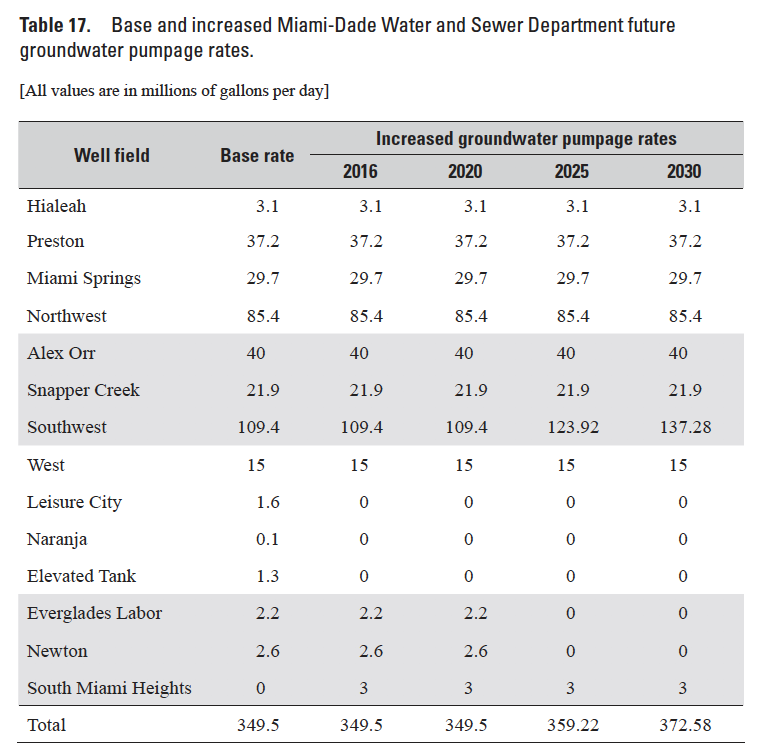 Table 17. Base and increased Miami-Dade Water and Sewer Department future
groundwater pumpage rates.
[All values are in millions of gallons per day]
Well field Base rate Increased groundwater pumpage rates
2016 2020 2025 2030
Hialeah 3.1 3.1 3.1 3.1 3.1
Preston 37.2 37.2 37.2 37.2 37.2
Miami Springs 29.7 29.7 29.7 29.7 29.7
Northwest 85.4 85.4 85.4 85.4 85.4
Alex Orr 40 40 40 40 40
Snapper Creek 21.9 21.9 21.9 21.9 21.9
Southwest 109.4 109.4 109.4 123.92 137.28
West 15 15 15 15 15
Leisure City 1.6 0 0 0 0
Naranja 0.1 0 0 0 0
Elevated Tank 1.3 0 0 0 0
Everglades Labor 2.2 2.2 2.2 0 0
Newton 2.6 2.6 2.6 0 0
South Miami Heights 0 3 3 3 3
Total 349.5 349.5 349.5 359.22 372.58